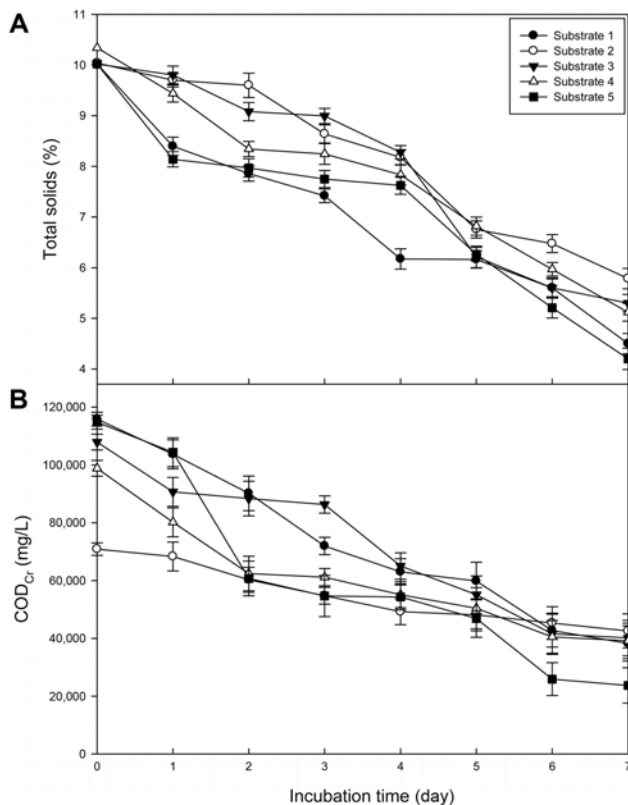 A
Substrate 1
Substrate 2
Substrate 3
Substrate 4
Substrate 5
11
10
9
8
7
6
5
4
Total solids (%)
B
120,000
100,000
80,000
60,000
40,000
20,000
0
COD_Cr (mg/L)
0 1 2 3 4 5 6 7
Incubation time (day)